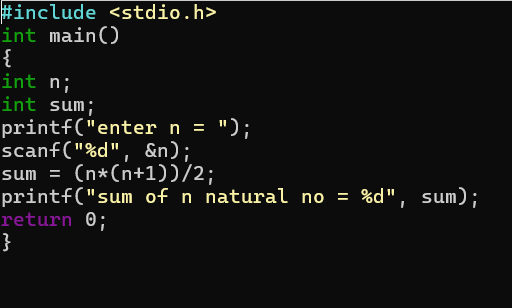 #include <stdio.h>
int main()
{
int n;
int sum;
printf("enter n = ");
scanf("%d", &n);
sum = (n*(n+1))/2;
printf("sum of n natural no = %d", sum);
return 0;
}